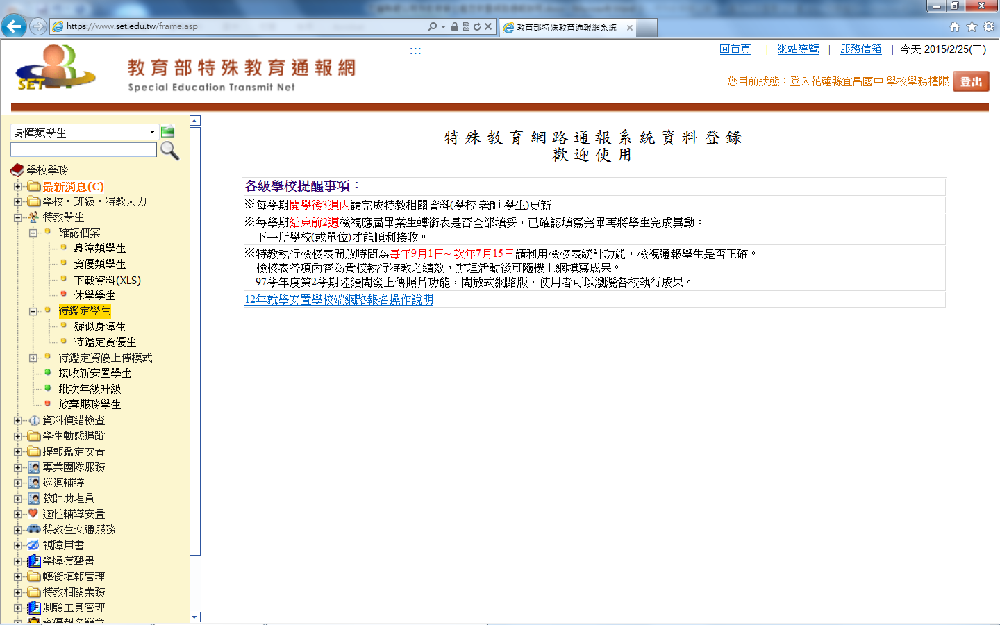 https://www.set.edu.tw/frame.asp
教育部特殊教育通報網系統
SET
教育部特殊教育通報網
Special Education Transmit Net
:::
回首頁 | 網站導覽 | 服務信箱 | 今天 2015/2/25(三)
您目前狀態：登入花蓮縣宜昌國中 學校學務權限 登出
身障類學生
學校學務
最新消息(C)
學校‧班級‧特教人力
特教學生
確認個案
身障類學生
資優類學生
下載資料(XLS)
休學學生
待鑑定學生
疑似身障生
待鑑定資優生
待鑑定資優上傳模式
接收新安置學生
批次年級升級
放棄服務學生
資料偵錯檢查
學生動態追蹤
提報鑑定安置
專業團隊服務
巡迴輔導
教師助理員
適性輔導安置
特教生交通服務
視障用書
學障有聲書
轉銜填報管理
特教相關業務
測驗工具管理
資優報名簡章
特殊教育網路通報系統資料登錄
歡迎使用
各級學校提醒事項：
※每學期開學後3週內請完成特教相關資料(學校.老師.學生)更新。
※每學期結束前2週檢視應屆畢業生轉銜表是否全部填妥，已確認填寫完畢再將學生完成異動。
下一所學校(或單位)才能順利接收。
※特教執行檢核表開放時間為每年9月1日~ 次年7月15日請利用檢核表統計功能，檢視通報學生是否正確。
檢核表各項內容為貴校執行特教之績效，辦理活動後可隨機上網填寫成果。
97學年度第2學期陸續開發上傳照片功能，開放式網路版，使用者可以瀏灠各校執行成果。
12年就學安置學校端網路報名操作說明